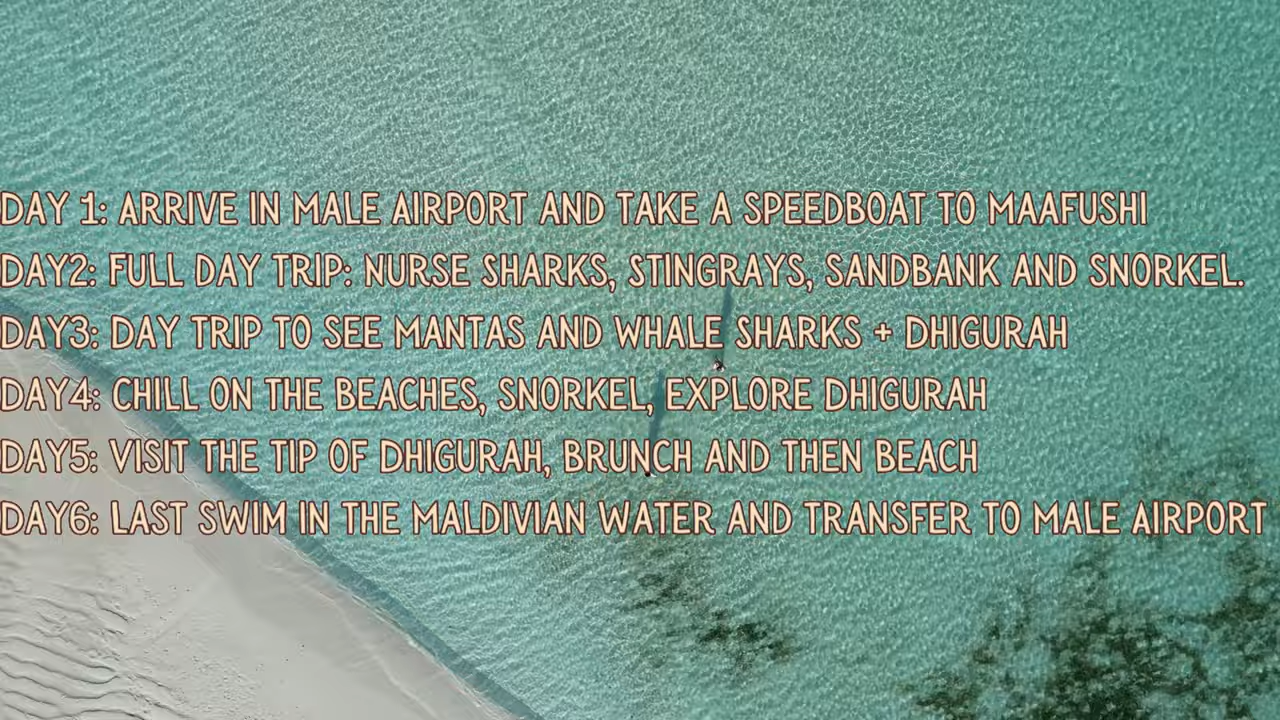 DAY 1: ARRIVE IN MALE AIRPORT AND TAKE A SPEEDBOAT TO MAAFUSHI
DAY2: FULL DAY TRIP: NURSE SHARKS, STINGRAYS, SANDBANK AND SNORKEL.
DAY3: DAY TRIP TO SEE MANTAS AND WHALE SHARKS + DHIGURAH
DAY4: CHILL ON THE BEACHES, SNORKEL, EXPLORE DHIGURAH
DAY5: VISIT THE TIP OF DHIGURAH, BRUNCH AND THEN BEACH
DAY6: LAST SWIM IN THE MALDIVIAN WATER AND TRANSFER TO MALE AIRPORT